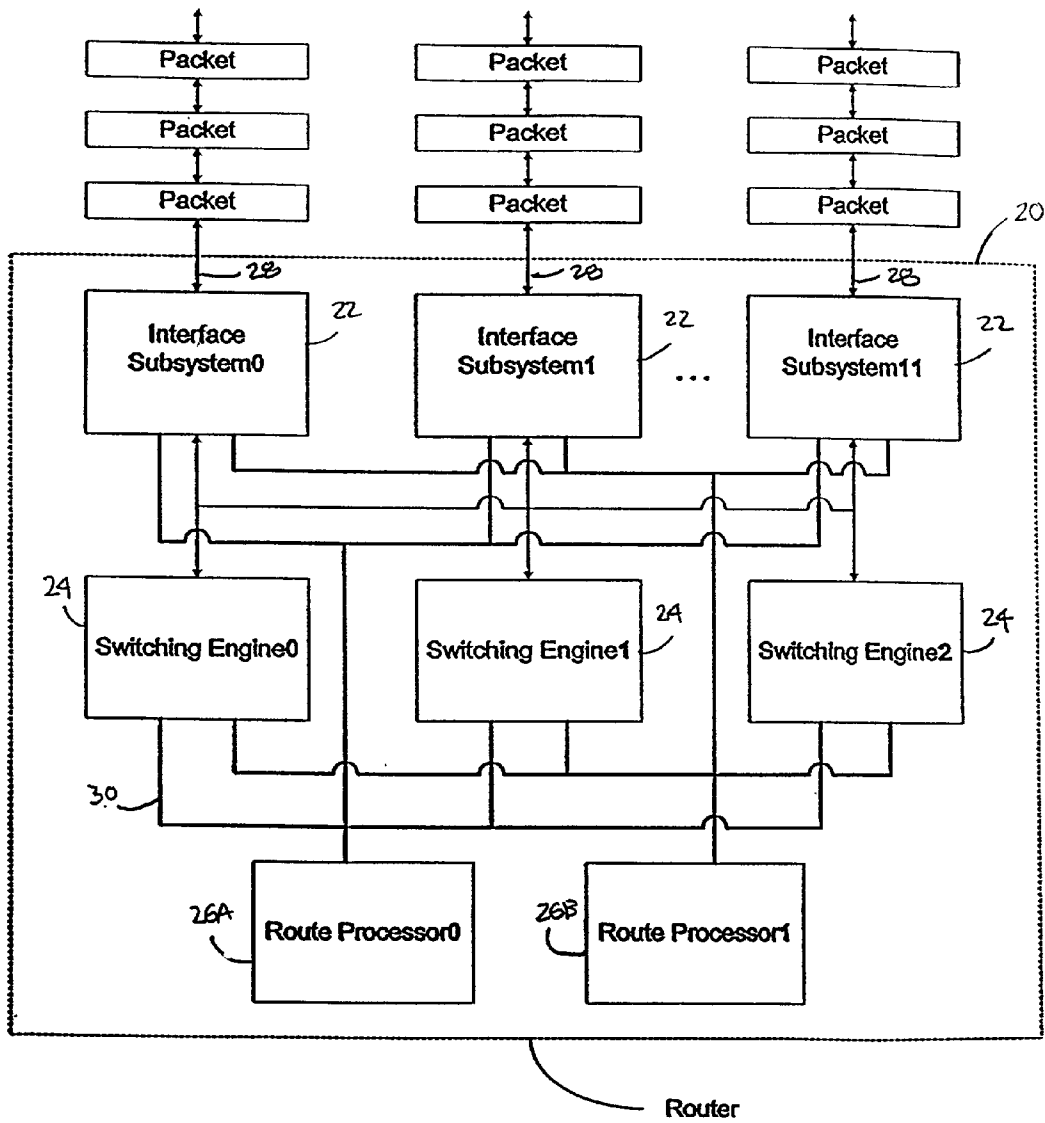 Packet Packet Packet
Packet Packet Packet
Packet Packet Packet
20
28 28 28
Interface Subsystem0
22
Interface Subsystem1
22
...
Interface Subsystem11
22
24
Switching Engine0
Switching Engine1
24
Switching Engine2
24
30
26A
Route Processor0
26B
Route Processor1
Router